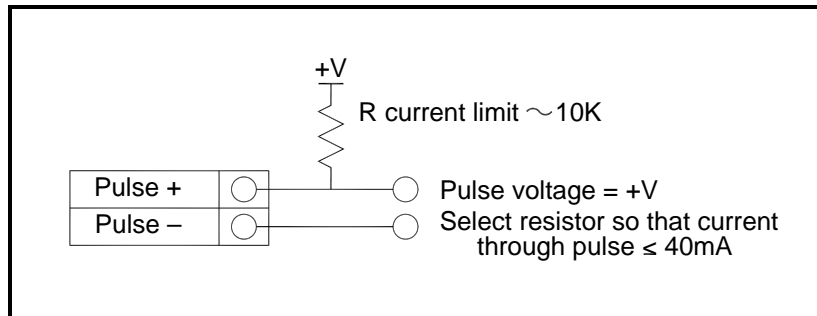 +V
R current limit ～10K
Pulse +
Pulse voltage = +V
Pulse –
Select resistor so that current
through pulse ≤ 40mA